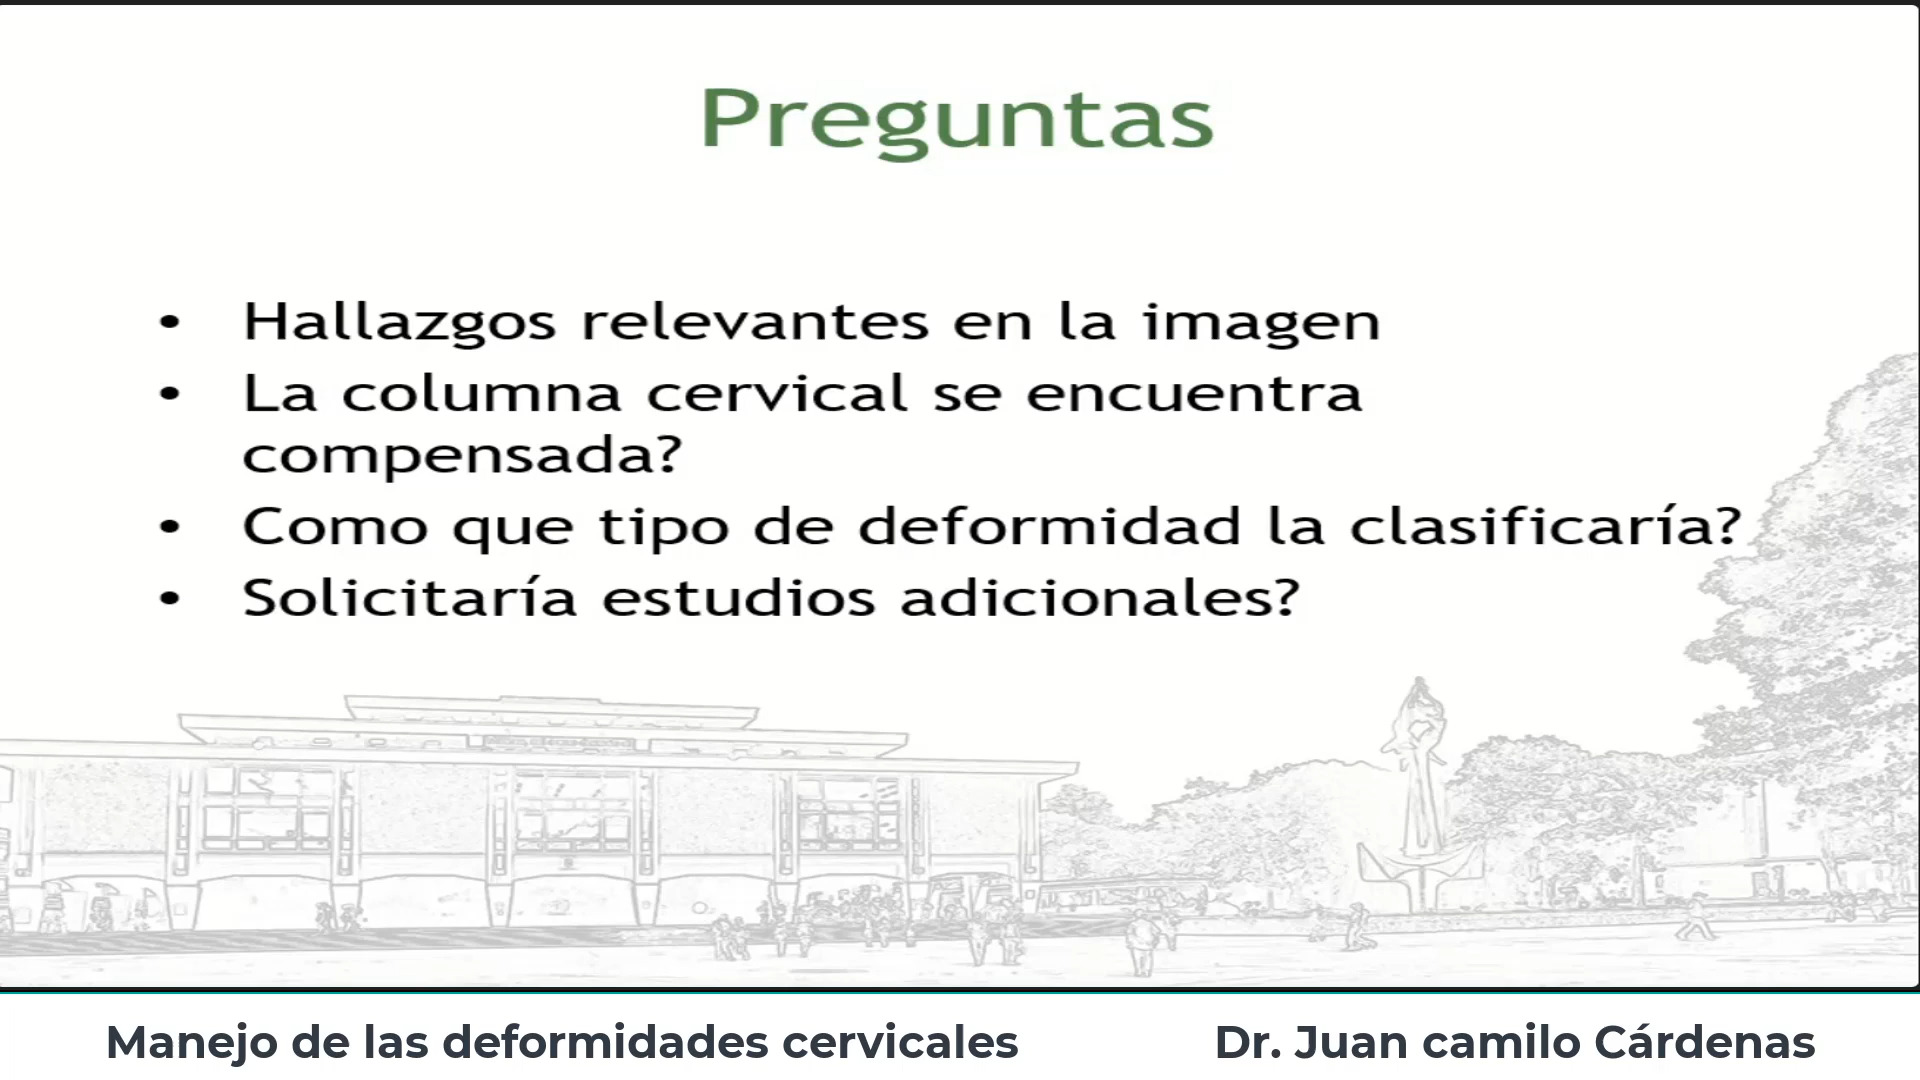 Preguntas
• Hallazgos relevantes en la imagen
• La columna cervical se encuentra
compensada?
• Como que tipo de deformidad la clasificaría?
• Solicitaría estudios adicionales?
Manejo de las deformidades cervicales
Dr. Juan camilo Cárdenas